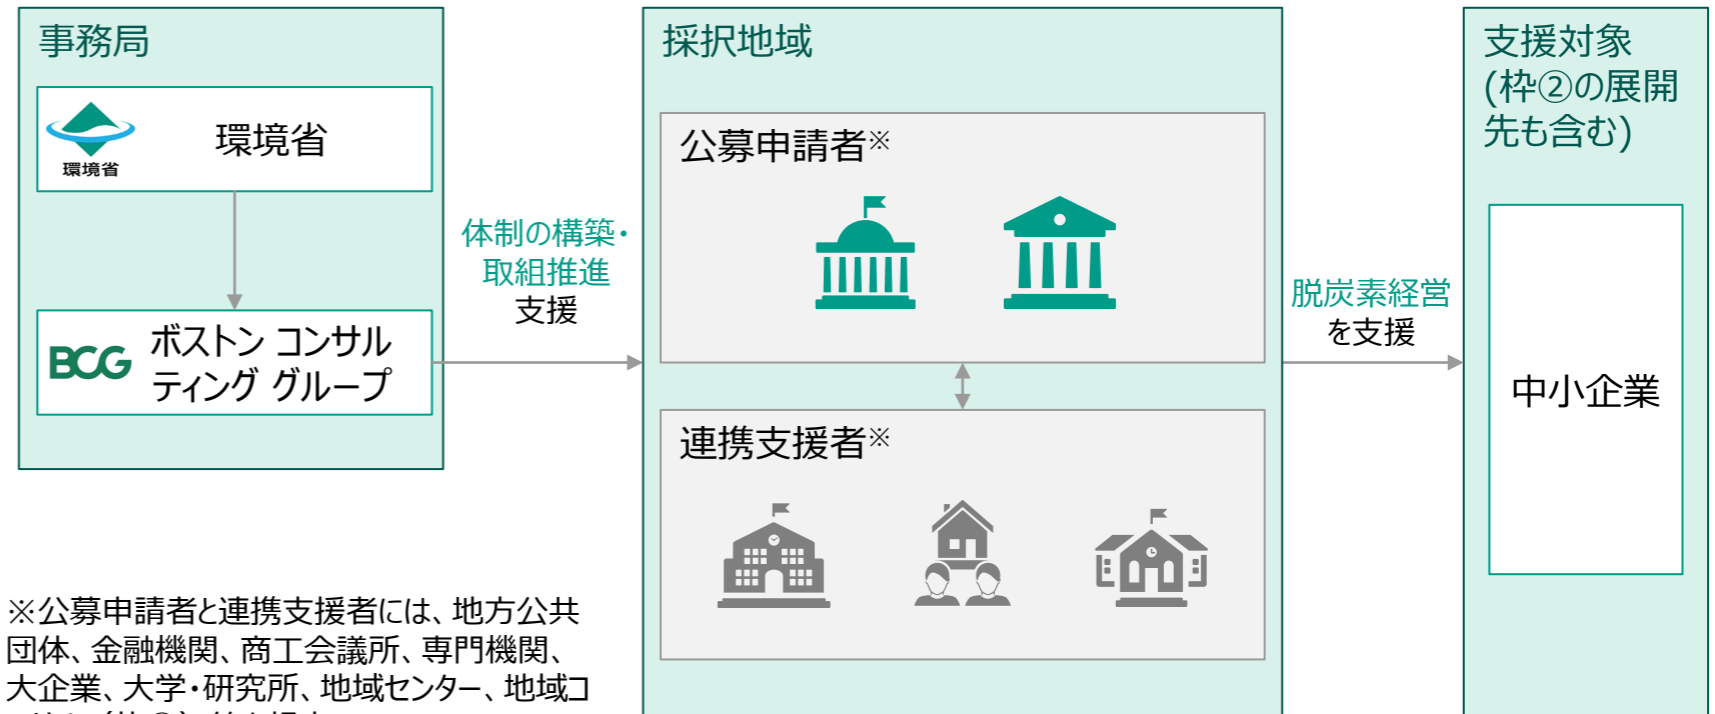 事務局
環境省
環境省
BCG
ボストン コンサル
ティング グループ
体制の構築・
取組推進
支援
採択地域
公募申請者※
連携支援者※
脱炭素経営
を支援
支援対象
(枠②の展開
先も含む)
中小企業
※公募申請者と連携支援者には、地方公共
団体、金融機関、商工会議所、専門機関、
大企業、大学・研究所、地域センター、地域コ